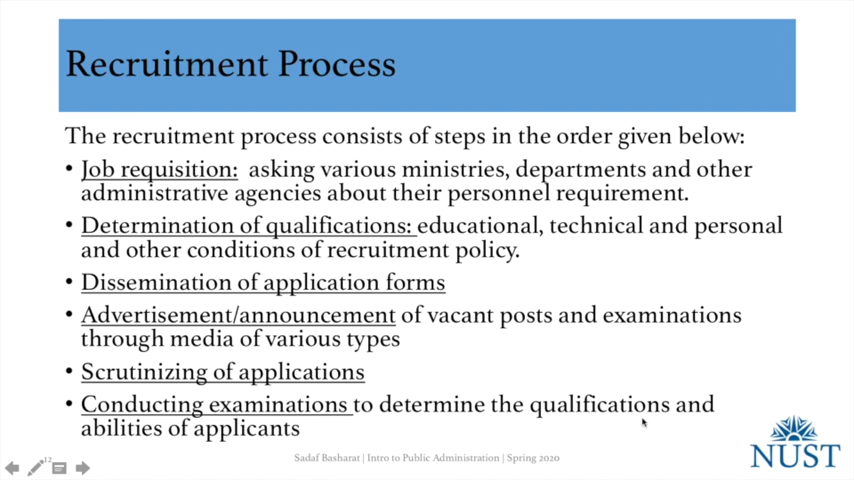 Recruitment Process
The recruitment process consists of steps in the order given below:
• Job requisition: asking various ministries, departments and other
administrative agencies about their personnel requirement.
• Determination of qualifications: educational, technical and personal
and other conditions of recruitment policy.
• Dissemination of application forms
• Advertisement/announcement of vacant posts and examinations
through media of various types
• Scrutinizing of applications
• Conducting examinations to determine the qualifications and
abilities of applicants
12
Sadaf Basharat | Intro to Public Administration | Spring 2020
NUST